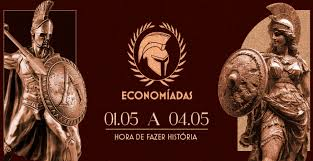 ECONOMÍADAS
01.05 A 04.05
HORA DE FAZER HISTÓRIA